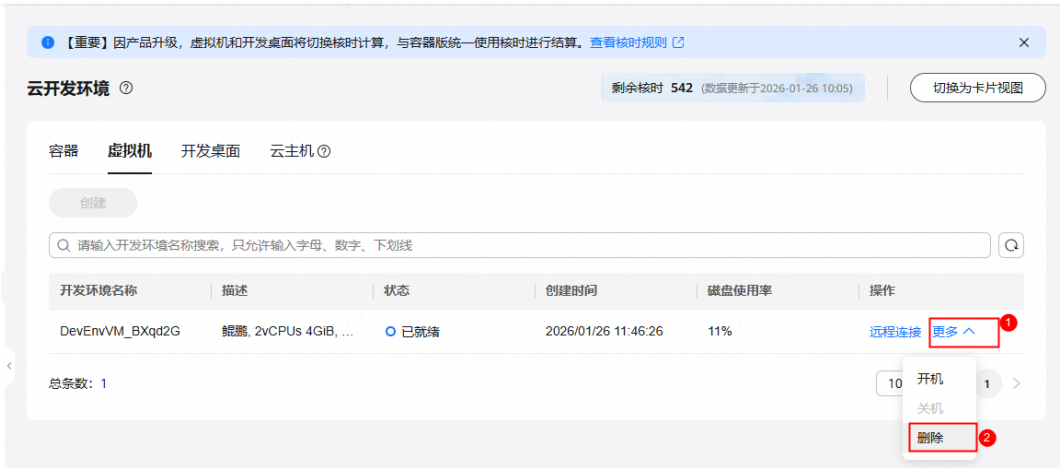 【重要】因产品升级，虚拟机和开发桌面将切换核时计算，与容器版统一使用核时进行结算。查看核时规则
云开发环境
剩余核时 542 (数据更新于2026-01-26 10:05)
切换为卡片视图
容器 虚拟机 开发桌面 云主机
创建
请输入开发环境名称搜索，只允许输入字母、数字、下划线
开发环境名称 描述 状态 创建时间 磁盘使用率 操作
DevEnvVM_BXqd2G 鲲鹏, 2vCPUs 4GiB, ... 已就绪 2026/01/26 11:46:26 11% 远程连接 更多 1
总条数：1 10 1
开机
关机
删除 2